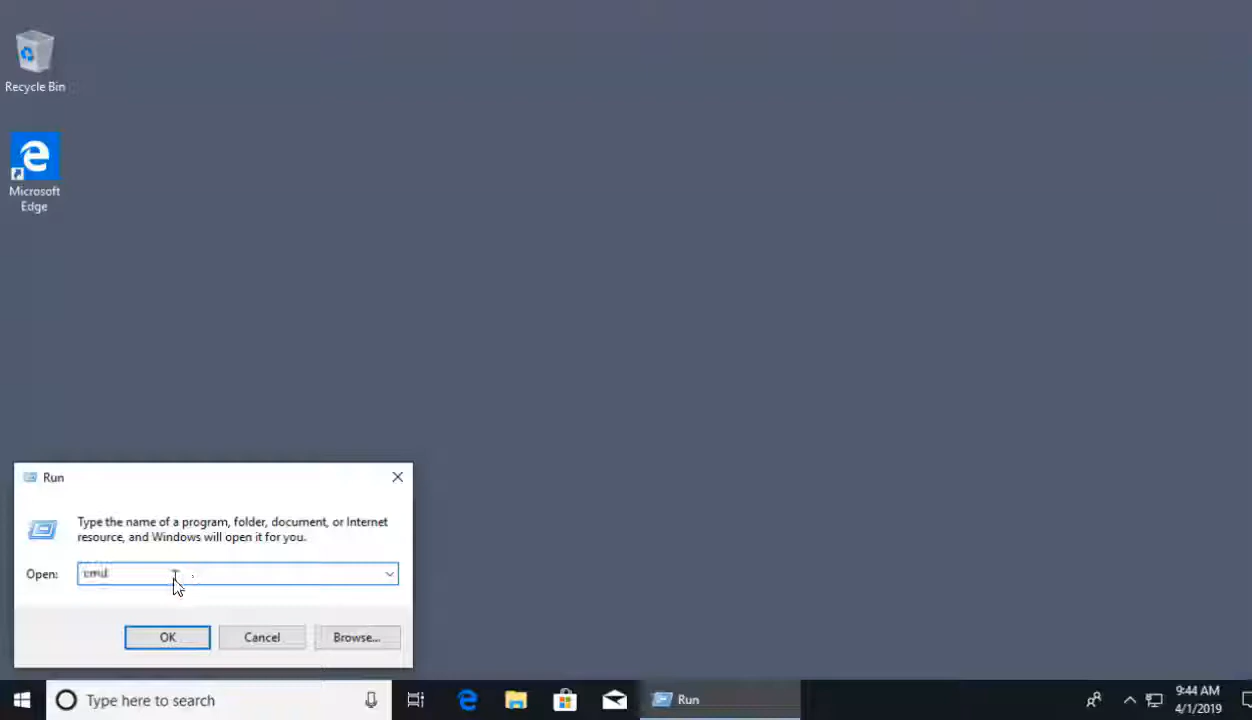 Recycle Bin
Microsoft
Edge
Run
Type the name of a program, folder, document, or Internet
resource, and Windows will open it for you.
Open: cmd
OK Cancel Browse...
Type here to search
Run
9:44 AM
4/1/2019